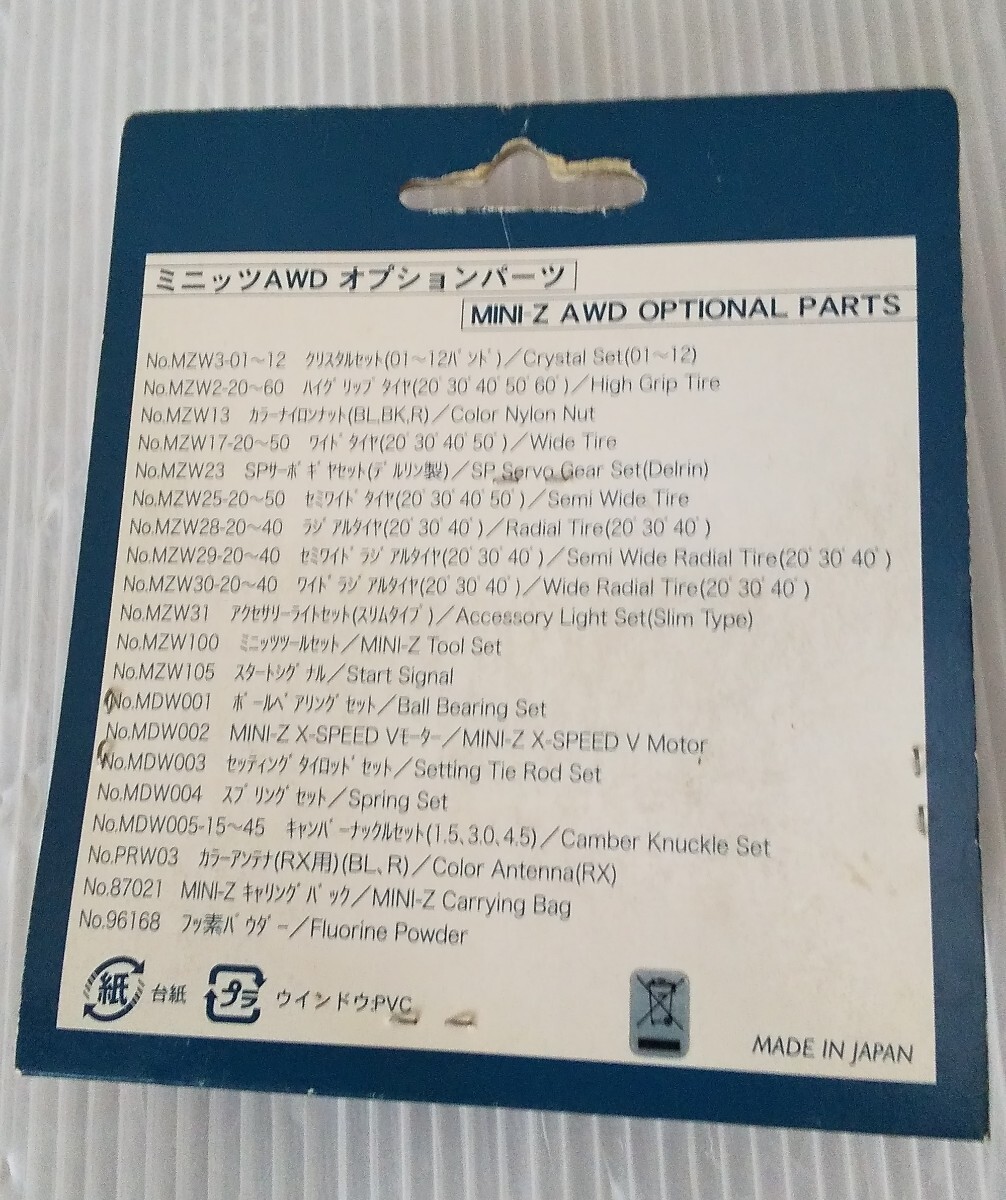 ミニッツAWD オプションパーツ
MINI-Z AWD OPTIONAL PARTS
No.MZW3-01〜12 ｸﾘｽﾀﾙｾｯﾄ(01〜12ﾊﾞﾝﾄﾞ)／Crystal Set(01〜12)
No.MZW2-20〜60 ﾊｲｸﾞﾘｯﾌﾟﾀｲﾔ(20ﾟ30ﾟ40ﾟ50ﾟ60ﾟ)／High Grip Tire
No.MZW13 ｶﾗｰﾅｲﾛﾝﾅｯﾄ(BL,BK,R)／Color Nylon Nut
No.MZW17-20〜50 ﾜｲﾄﾞﾀｲﾔ(20ﾟ30ﾟ40ﾟ50ﾟ)／Wide Tire
No.MZW23 SPｻｰﾎﾞｷﾞﾔｾｯﾄ(ﾃﾞﾙﾘﾝ製)／SP Servo Gear Set(Delrin)
No.MZW25-20〜50 ｾﾐﾜｲﾄﾞﾀｲﾔ(20ﾟ30ﾟ40ﾟ50ﾟ)／Semi Wide Tire
No.MZW28-20〜40 ﾗｼﾞｱﾙﾀｲﾔ(20ﾟ30ﾟ40ﾟ)／Radial Tire(20ﾟ30ﾟ40ﾟ)
No.MZW29-20〜40 ｾﾐﾜｲﾄﾞﾗｼﾞｱﾙﾀｲﾔ(20ﾟ30ﾟ40ﾟ)／Semi Wide Radial Tire(20ﾟ30ﾟ40ﾟ)
No.MZW30-20〜40 ﾜｲﾄﾞﾗｼﾞｱﾙﾀｲﾔ(20ﾟ30ﾟ40ﾟ)／Wide Radial Tire(20ﾟ30ﾟ40ﾟ)
No.MZW31 ｱｸｾｻﾘｰﾗｲﾄｾｯﾄ(ｽﾘﾑﾀｲﾌﾟ)／Accessory Light Set(Slim Type)
No.MZW100 ﾐﾆｯﾂﾂｰﾙｾｯﾄ／MINI-Z Tool Set
No.MZW105 ｽﾀｰﾄｼｸﾞﾅﾙ／Start Signal
No.MDW001 ﾎﾞｰﾙﾍﾞｱﾘﾝｸﾞｾｯﾄ／Ball Bearing Set
No.MDW002 MINI-Z X-SPEED Vﾓｰﾀｰ／MINI-Z X-SPEED V Motor
No.MDW003 ｾｯﾃｨﾝｸﾞﾀｲﾛｯﾄﾞｾｯﾄ／Setting Tie Rod Set
No.MDW004 ｽﾌﾟﾘﾝｸﾞｾｯﾄ／Spring Set
No.MDW005-15〜45 ｷｬﾝﾊﾞｰﾅｯｸﾙｾｯﾄ(1.5､3.0､4.5)／Camber Knuckle Set
No.PRW03 ｶﾗｰｱﾝﾃﾅ(RX用)(BL､R)／Color Antenna(RX)
No.87021 MINI-Z ｷｬﾘﾝｸﾞﾊﾞｯｸ／MINI-Z Carrying Bag
No.96168 ﾌｯ素ﾊﾟｳﾀﾞｰ／Fluorine Powder
紙 台紙 プラ ウインドウ:PVC
MADE IN JAPAN